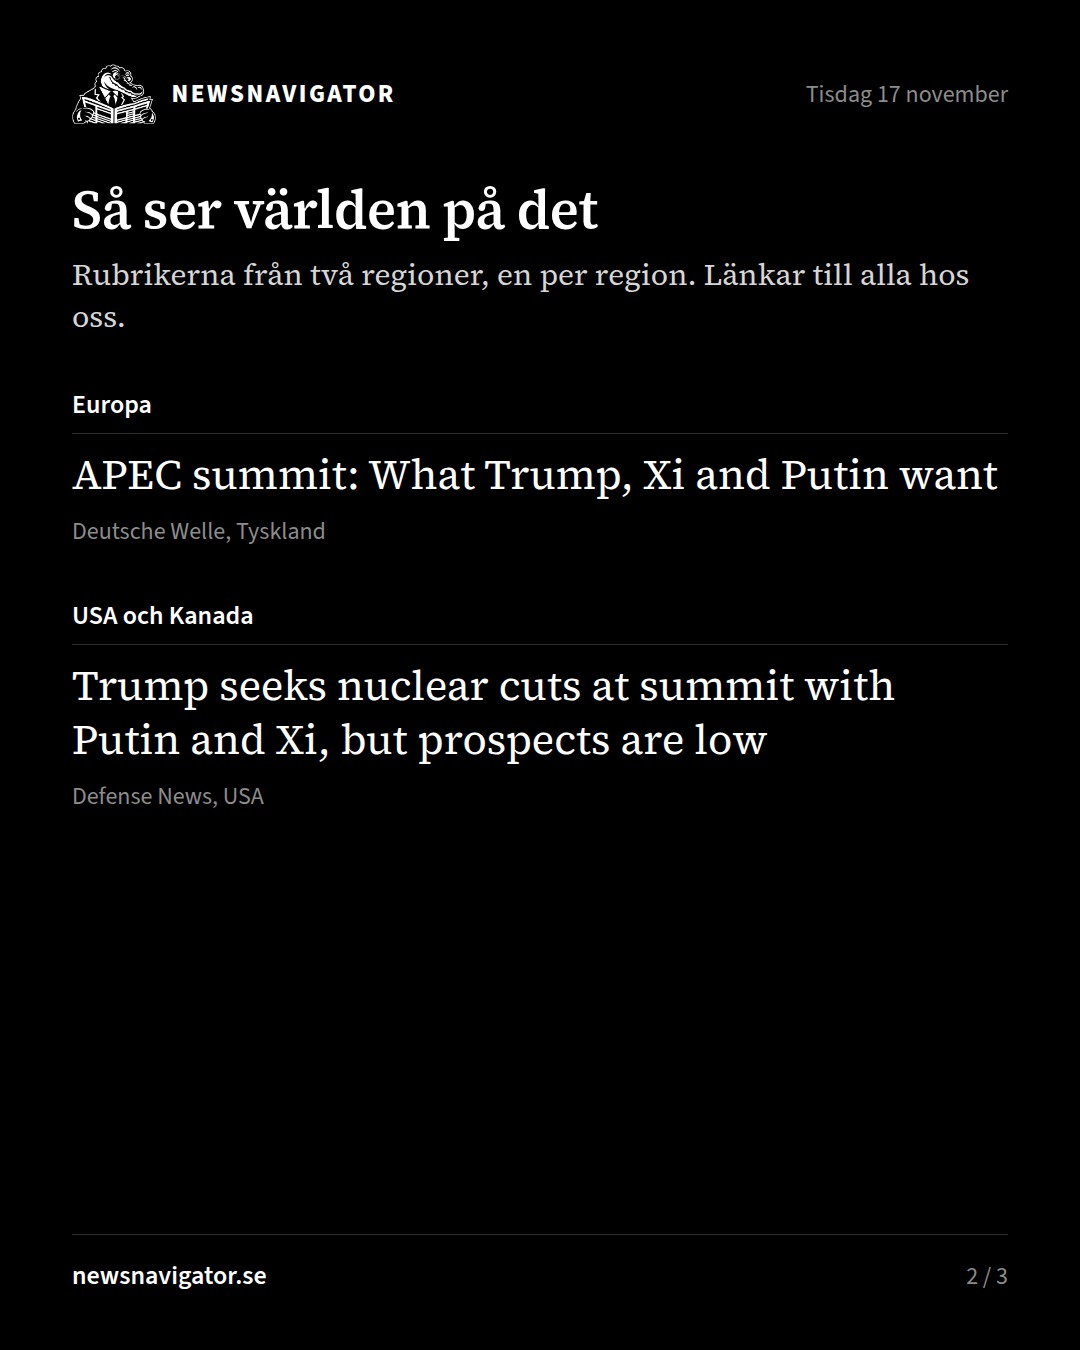 NEWSNAVIGATOR
Tisdag 17 november
Så ser världen på det
Rubrikerna från två regioner, en per region. Länkar till alla hos
oss.
Europa
APEC summit: What Trump, Xi and Putin want
Deutsche Welle, Tyskland
USA och Kanada
Trump seeks nuclear cuts at summit with
Putin and Xi, but prospects are low
Defense News, USA
newsnavigator.se
2 / 3